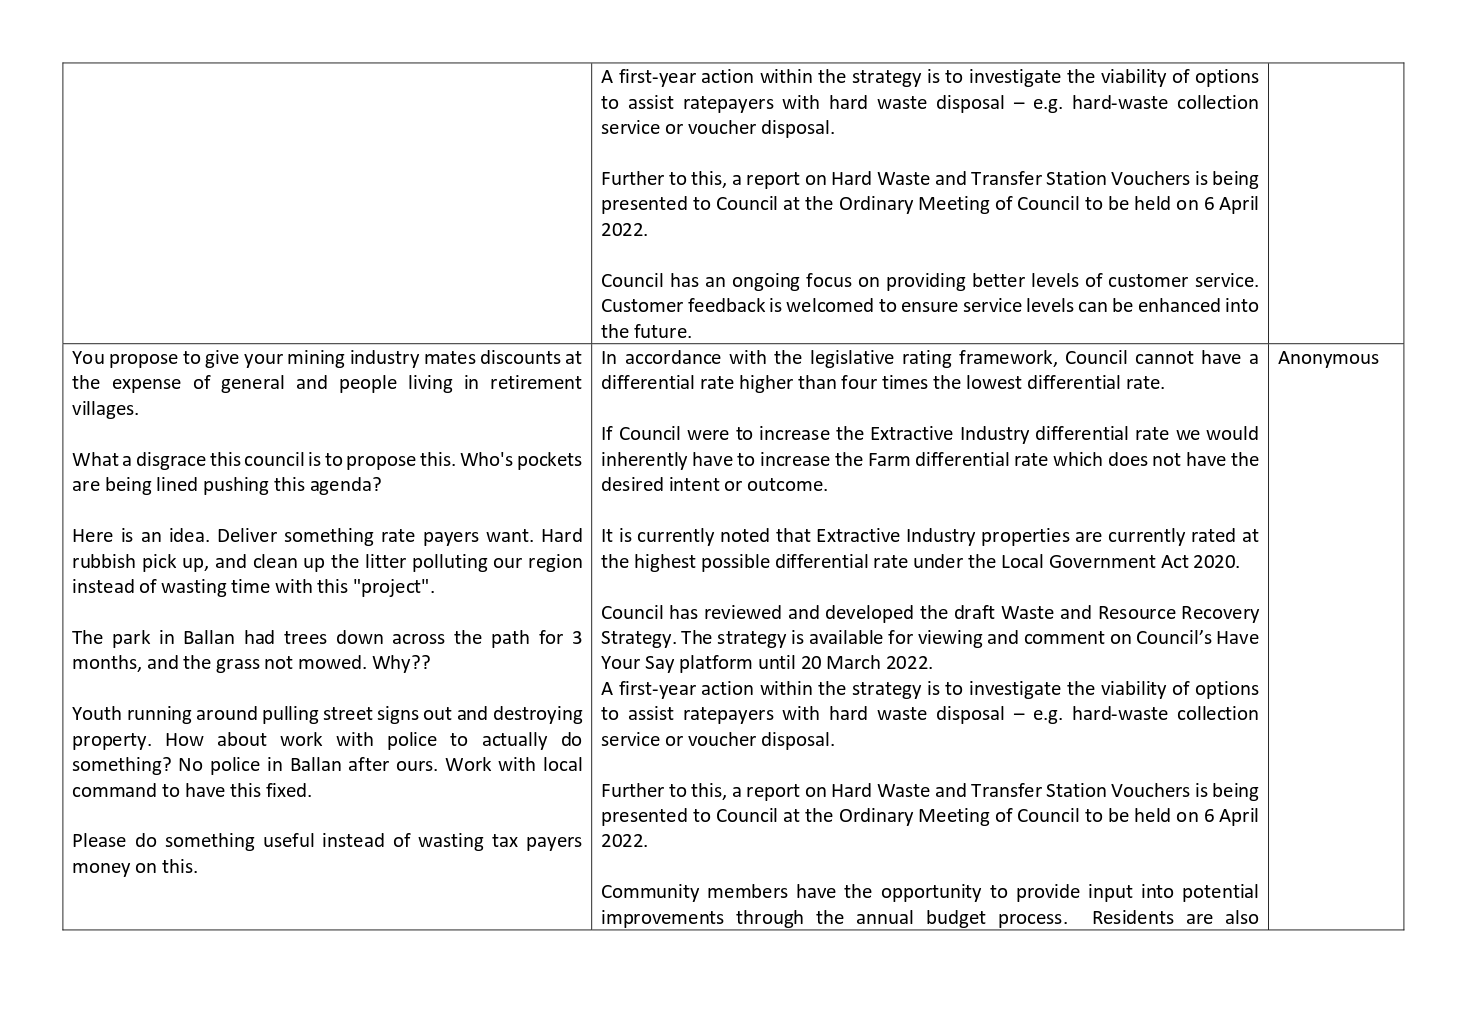 A first-year action within the strategy is to investigate the viability of options
to assist ratepayers with hard waste disposal – e.g. hard-waste collection
service or voucher disposal.
Further to this, a report on Hard Waste and Transfer Station Vouchers is being
presented to Council at the Ordinary Meeting of Council to be held on 6 April
2022.
Council has an ongoing focus on providing better levels of customer service.
Customer feedback is welcomed to ensure service levels can be enhanced into
the future.
You propose to give your mining industry mates discounts at
the expense of general and people living in retirement
villages.
What a disgrace this council is to propose this. Who's pockets
are being lined pushing this agenda?
Here is an idea. Deliver something rate payers want. Hard
rubbish pick up, and clean up the litter polluting our region
instead of wasting time with this "project".
The park in Ballan had trees down across the path for 3
months, and the grass not mowed. Why??
Youth running around pulling street signs out and destroying
property. How about work with police to actually do
something? No police in Ballan after ours. Work with local
command to have this fixed.
Please do something useful instead of wasting tax payers
money on this.
In accordance with the legislative rating framework, Council cannot have a
differential rate higher than four times the lowest differential rate.
If Council were to increase the Extractive Industry differential rate we would
inherently have to increase the Farm differential rate which does not have the
desired intent or outcome.
It is currently noted that Extractive Industry properties are currently rated at
the highest possible differential rate under the Local Government Act 2020.
Council has reviewed and developed the draft Waste and Resource Recovery
Strategy. The strategy is available for viewing and comment on Council’s Have
Your Say platform until 20 March 2022.
A first-year action within the strategy is to investigate the viability of options
to assist ratepayers with hard waste disposal – e.g. hard-waste collection
service or voucher disposal.
Further to this, a report on Hard Waste and Transfer Station Vouchers is being
presented to Council at the Ordinary Meeting of Council to be held on 6 April
2022.
Community members have the opportunity to provide input into potential
improvements through the annual budget process.  Residents are also
Anonymous